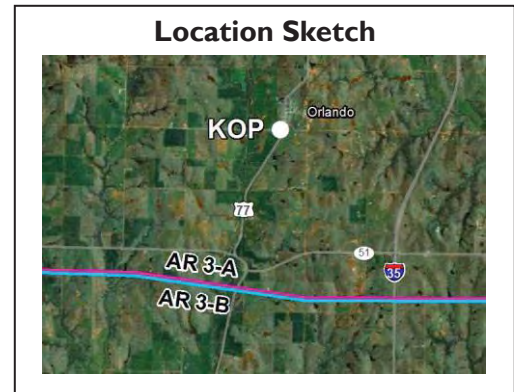 Location Sketch
Orlando
KOP
77
51
AR 3-A
35
AR 3-B